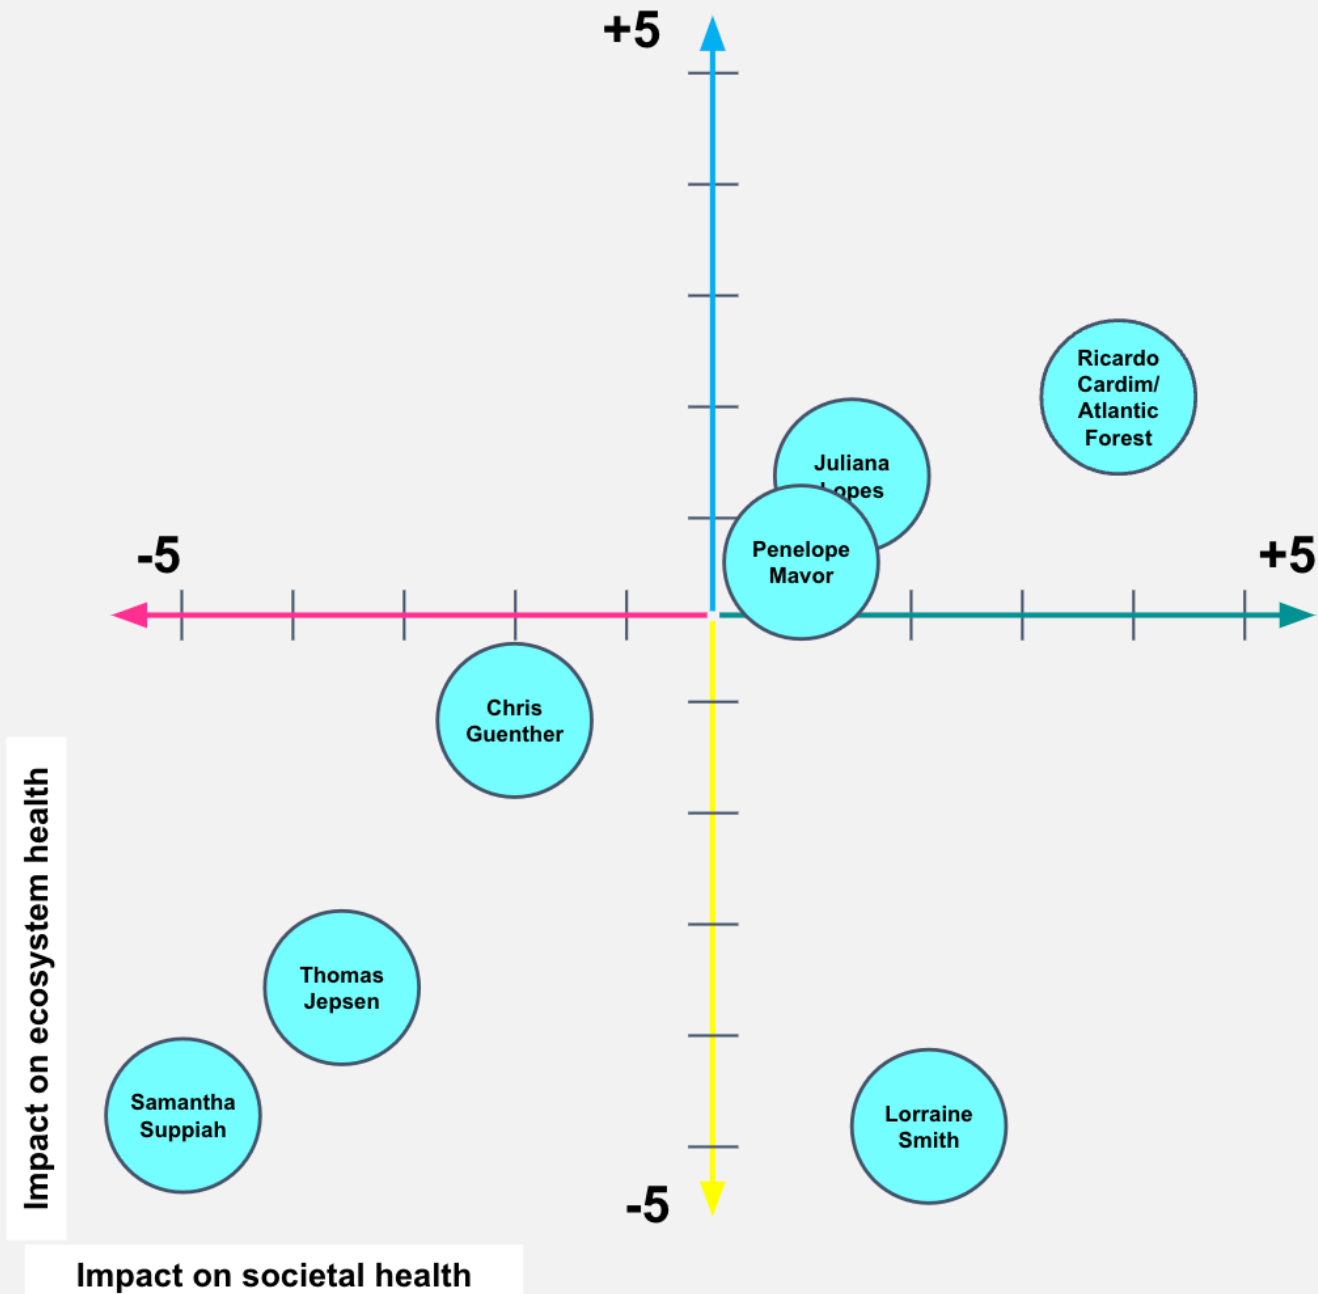 +5
Ricardo
Cardim/
Atlantic
Forest
Juliana
Lopes
Penelope
Mavor
-5
+5
Chris
Guenther
Impact on ecosystem health
Thomas
Jepsen
Samantha
Suppiah
Lorraine
Smith
-5
Impact on societal health